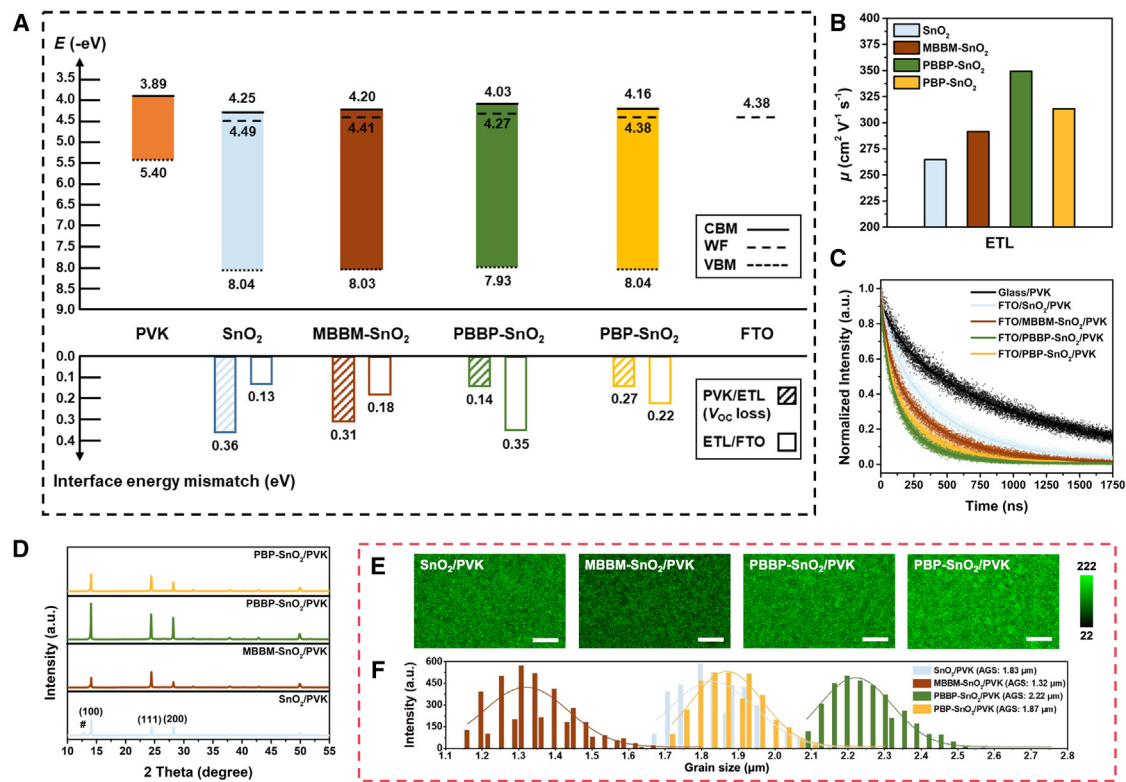 A
E (-eV)
3.5
4.0
4.5
5.0
5.5
6.0
6.5
7.0
7.5
8.0
8.5
9.0
3.89
5.40
4.25
4.49
8.04
4.20
4.41
8.03
4.03
4.27
7.93
4.16
4.38
8.04
4.38
CBM
WF
VBM
PVK SnO₂ MBBM-SnO₂ PBBP-SnO₂ PBP-SnO₂ FTO
0.0
0.1
0.2
0.3
0.4
0.36
0.13
0.31
0.18
0.14
0.35
0.27
0.22
PVK/ETL
(V_OC loss)
ETL/FTO
Interface energy mismatch (eV)
B
μ (cm² V⁻¹ s⁻¹)
400
375
350
325
300
275
250
225
200
SnO₂
MBBM-SnO₂
PBBP-SnO₂
PBP-SnO₂
ETL
C
Normalized Intensity (a.u.)
1.0
0.8
0.6
0.4
0.2
0.0
Glass/PVK
FTO/SnO₂/PVK
FTO/MBBM-SnO₂/PVK
FTO/PBBP-SnO₂/PVK
FTO/PBP-SnO₂/PVK
0 250 500 750 1000 1250 1500 1750
Time (ns)
D
Intensity (a.u.)
PBP-SnO₂/PVK
PBBP-SnO₂/PVK
MBBM-SnO₂/PVK
SnO₂/PVK
(100)
#
(111) (200)
10 15 20 25 30 35 40 45 50 55
2 Theta (degree)
E
SnO₂/PVK
MBBM-SnO₂/PVK
PBBP-SnO₂/PVK
PBP-SnO₂/PVK
222
22
F
Intensity (a.u.)
600
450
300
150
0
SnO₂/PVK (AGS: 1.83 μm)
MBBM-SnO₂/PVK (AGS: 1.32 μm)
PBBP-SnO₂/PVK (AGS: 2.22 μm)
PBP-SnO₂/PVK (AGS: 1.87 μm)
1.1 1.2 1.3 1.4 1.5 1.6 1.7 1.8 1.9 2.0 2.1 2.2 2.3 2.4 2.5 2.6 2.7 2.8
Grain size (μm)